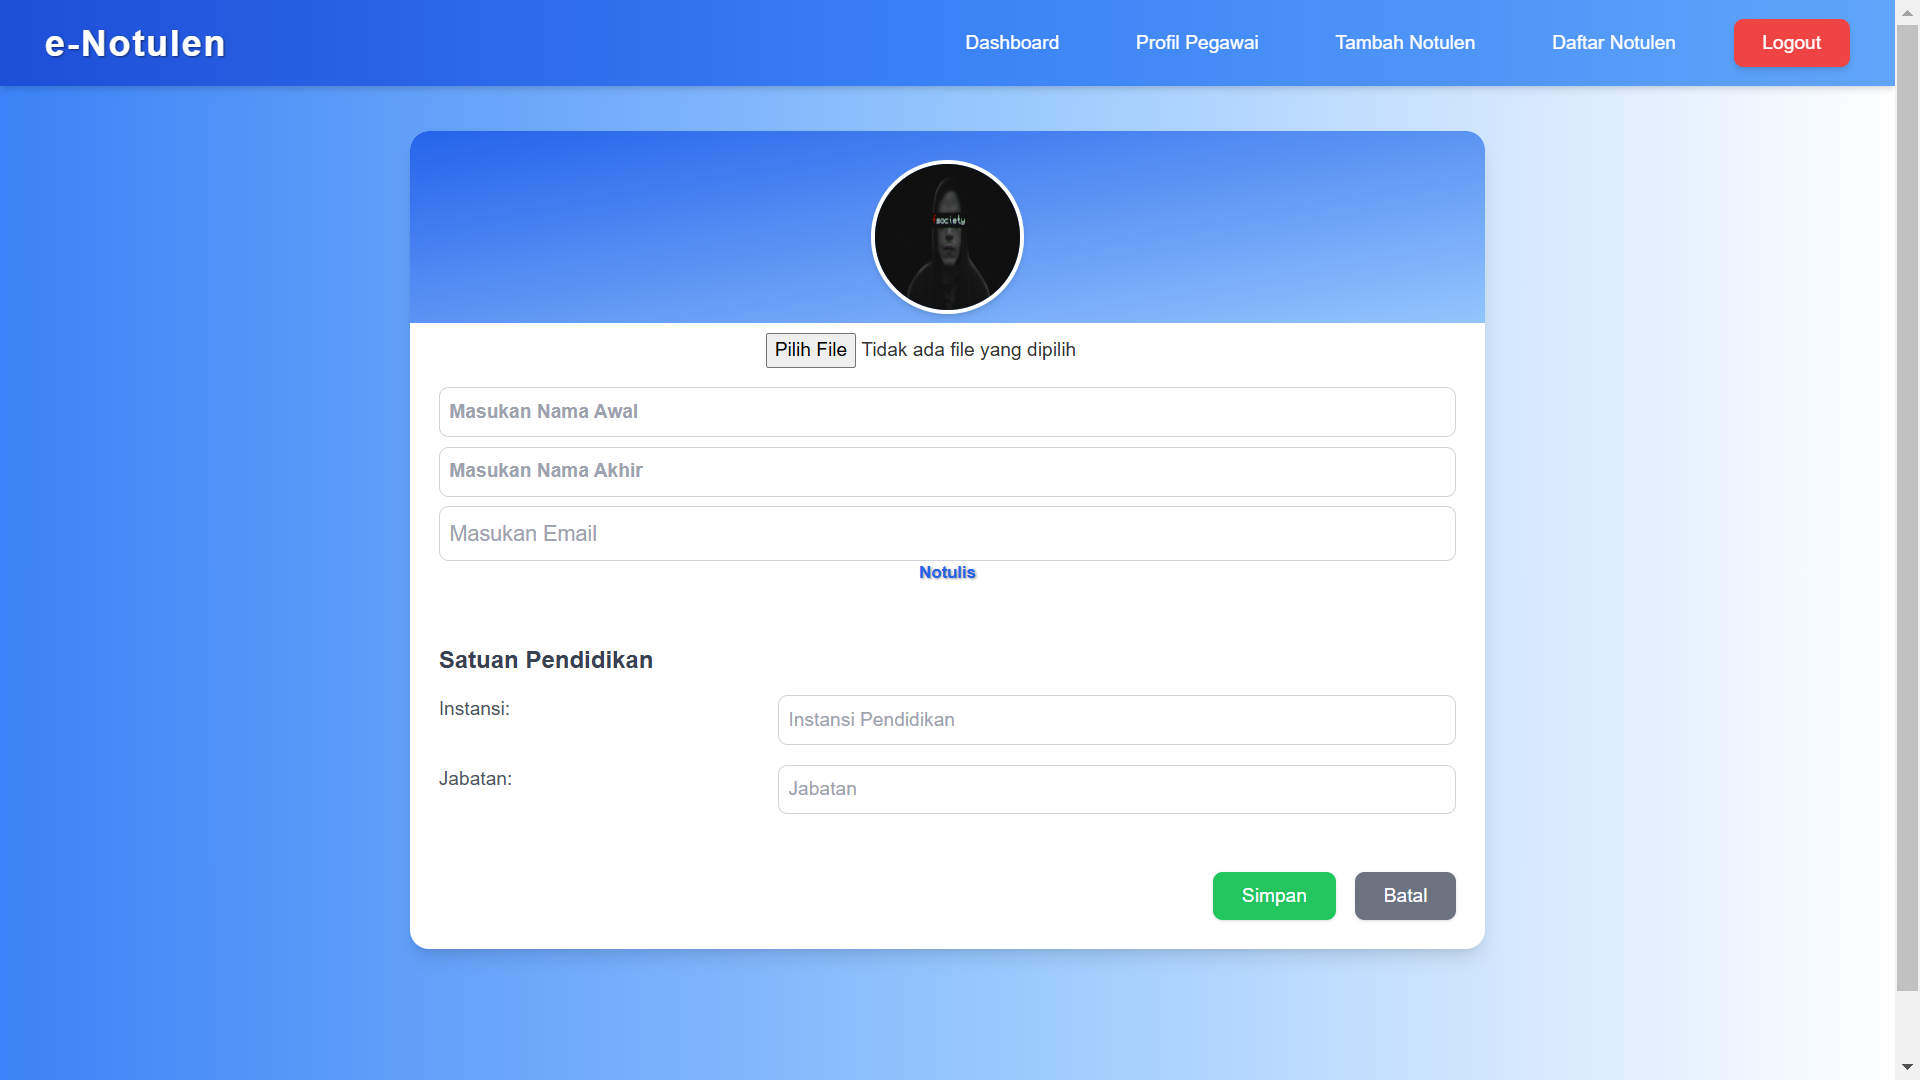 e-Notulen
Dashboard
Profil Pegawai
Tambah Notulen
Daftar Notulen
Logout
fsociety
Pilih File Tidak ada file yang dipilih
Masukan Nama Awal
Masukan Nama Akhir
Masukan Email
Notulis
Satuan Pendidikan
Instansi:
Instansi Pendidikan
Jabatan:
Jabatan
Simpan
Batal